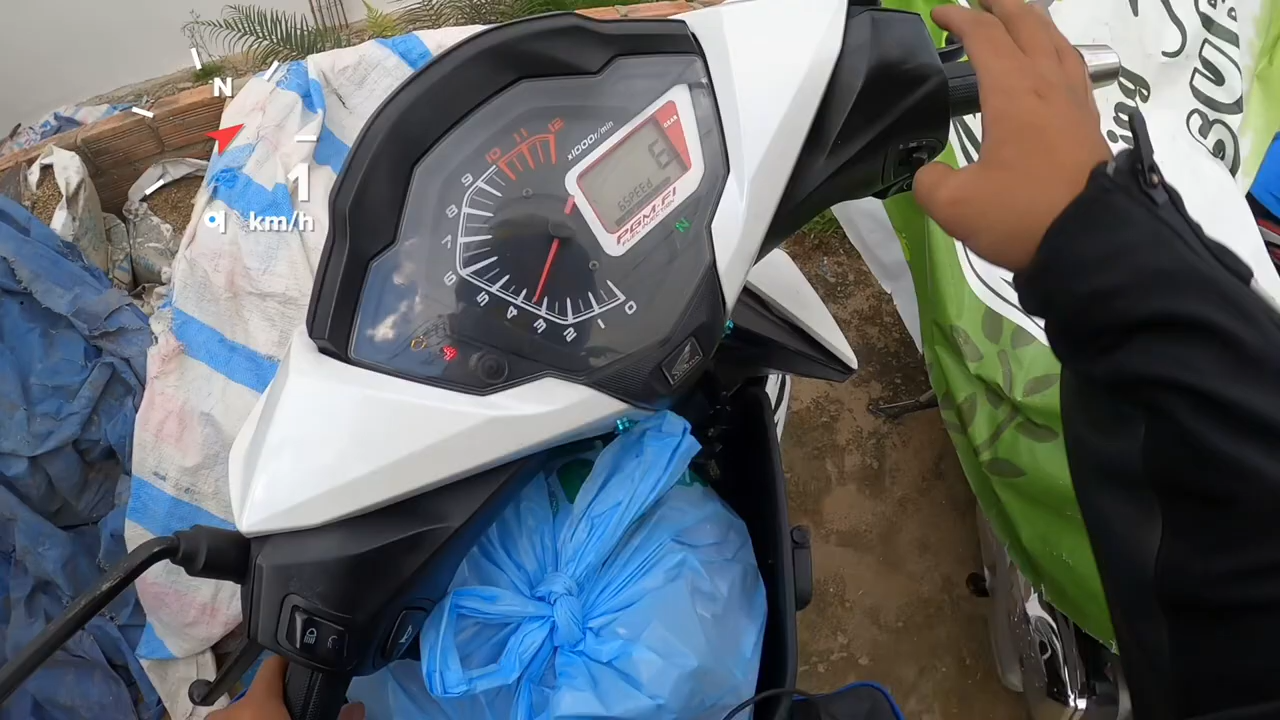 N
1
km/h
x1000r/min
GEAR
PGM-FI
FUEL INJECTION
N
12
11
10
9
8
7
6
5
4
3
2
1
0
ing